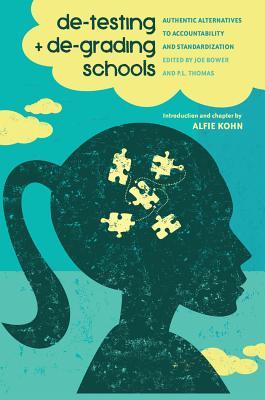 de-testing
+ de-grading
schools
AUTHENTIC ALTERNATIVES
TO ACCOUNTABILITY
AND STANDARDIZATION
EDITED BY JOE BOWER
AND P.L. THOMAS
Introduction and chapter by
ALFIE KOHN